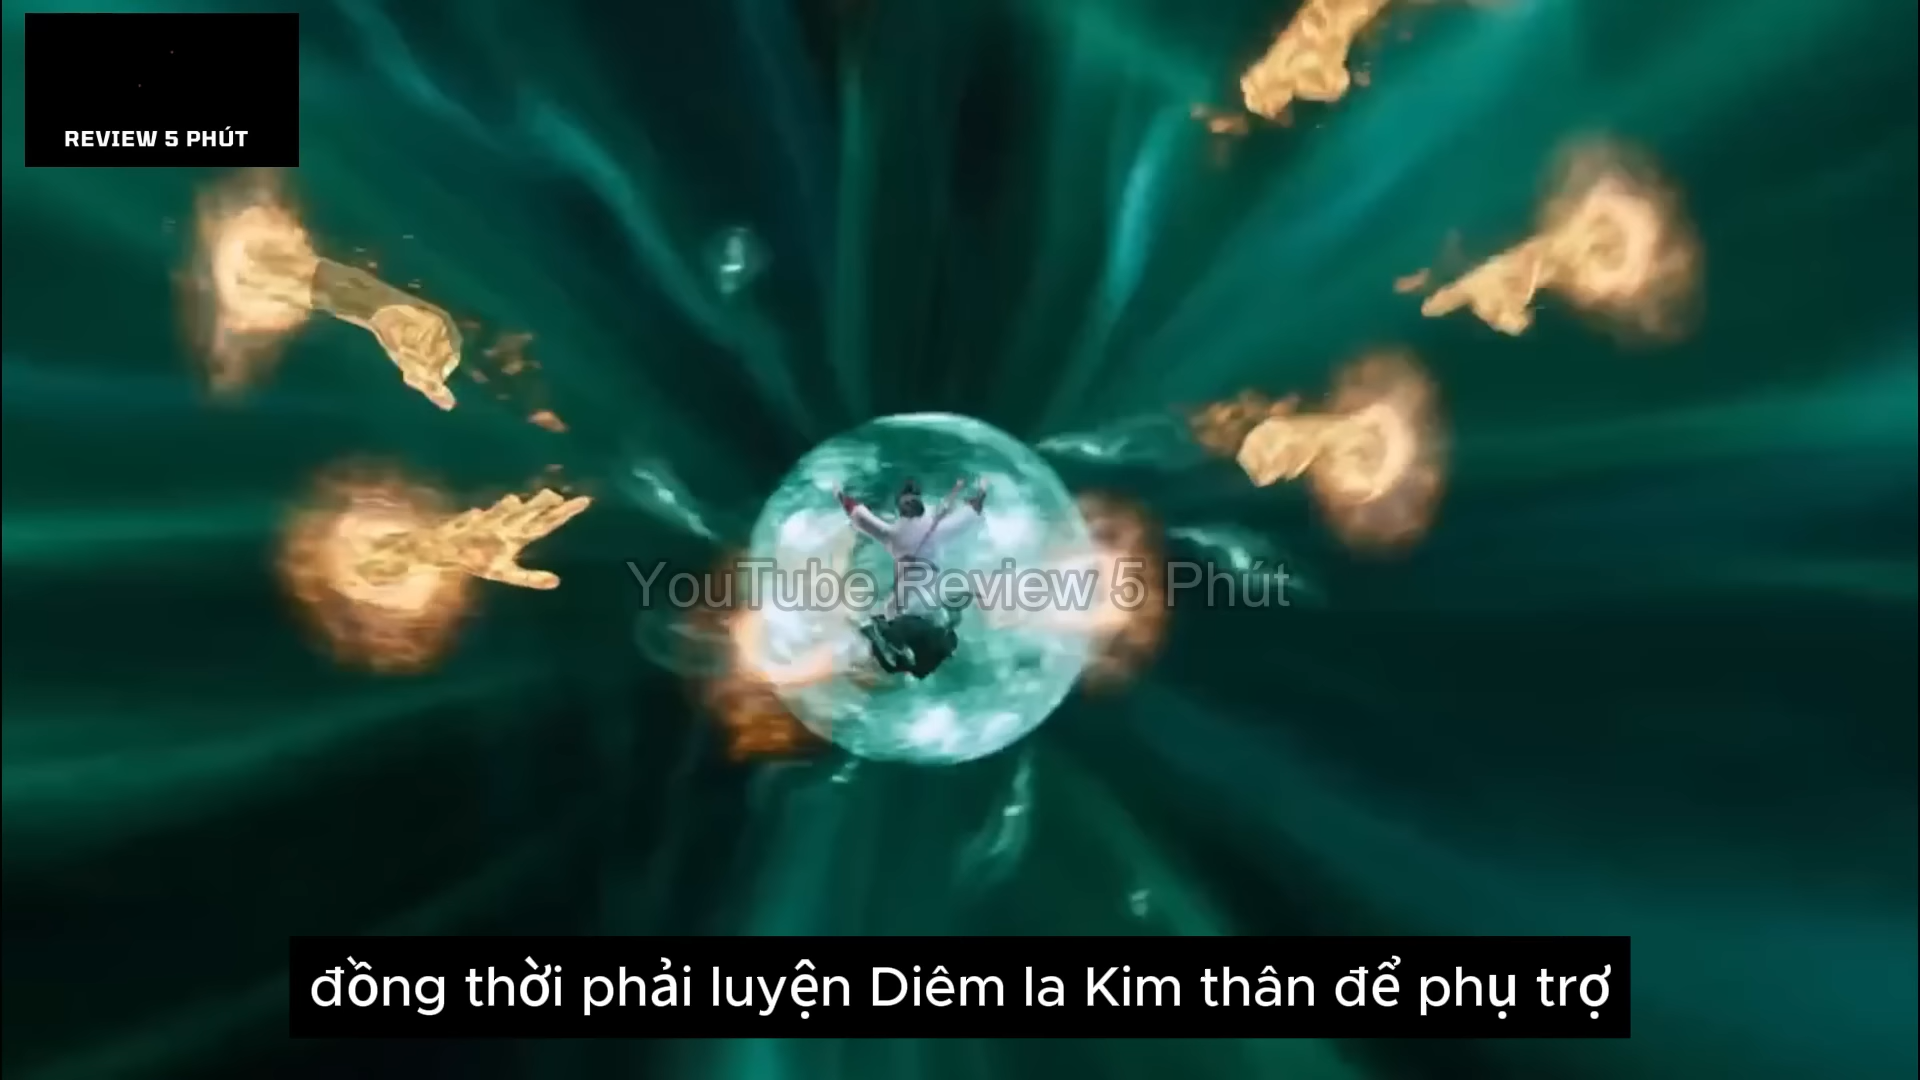 REVIEW 5 PHÚT
YouTube Review 5 Phút
đồng thời phải luyện Diêm la Kim thân để phụ trợ